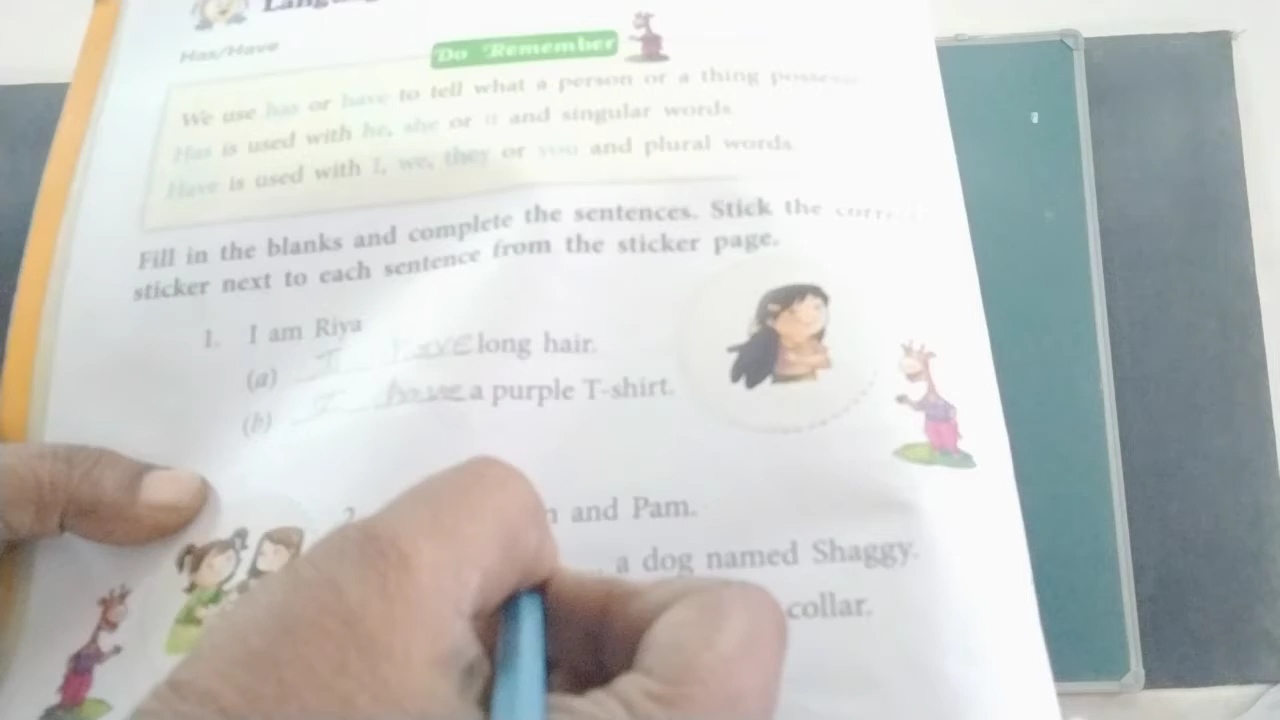 Has/Have
Do Remember
We use has or have to tell what a person or a thing
Has is used with he, she or it and singular words
Have is used with I, we, they or you and plural words.
Fill in the blanks and complete the sentences. Stick the
sticker next to each sentence from the sticker page.
1. I am Riya
(a) I have long hair.
(b) I have a purple T-shirt.
2. and Pam.
a dog named Shaggy.
collar.